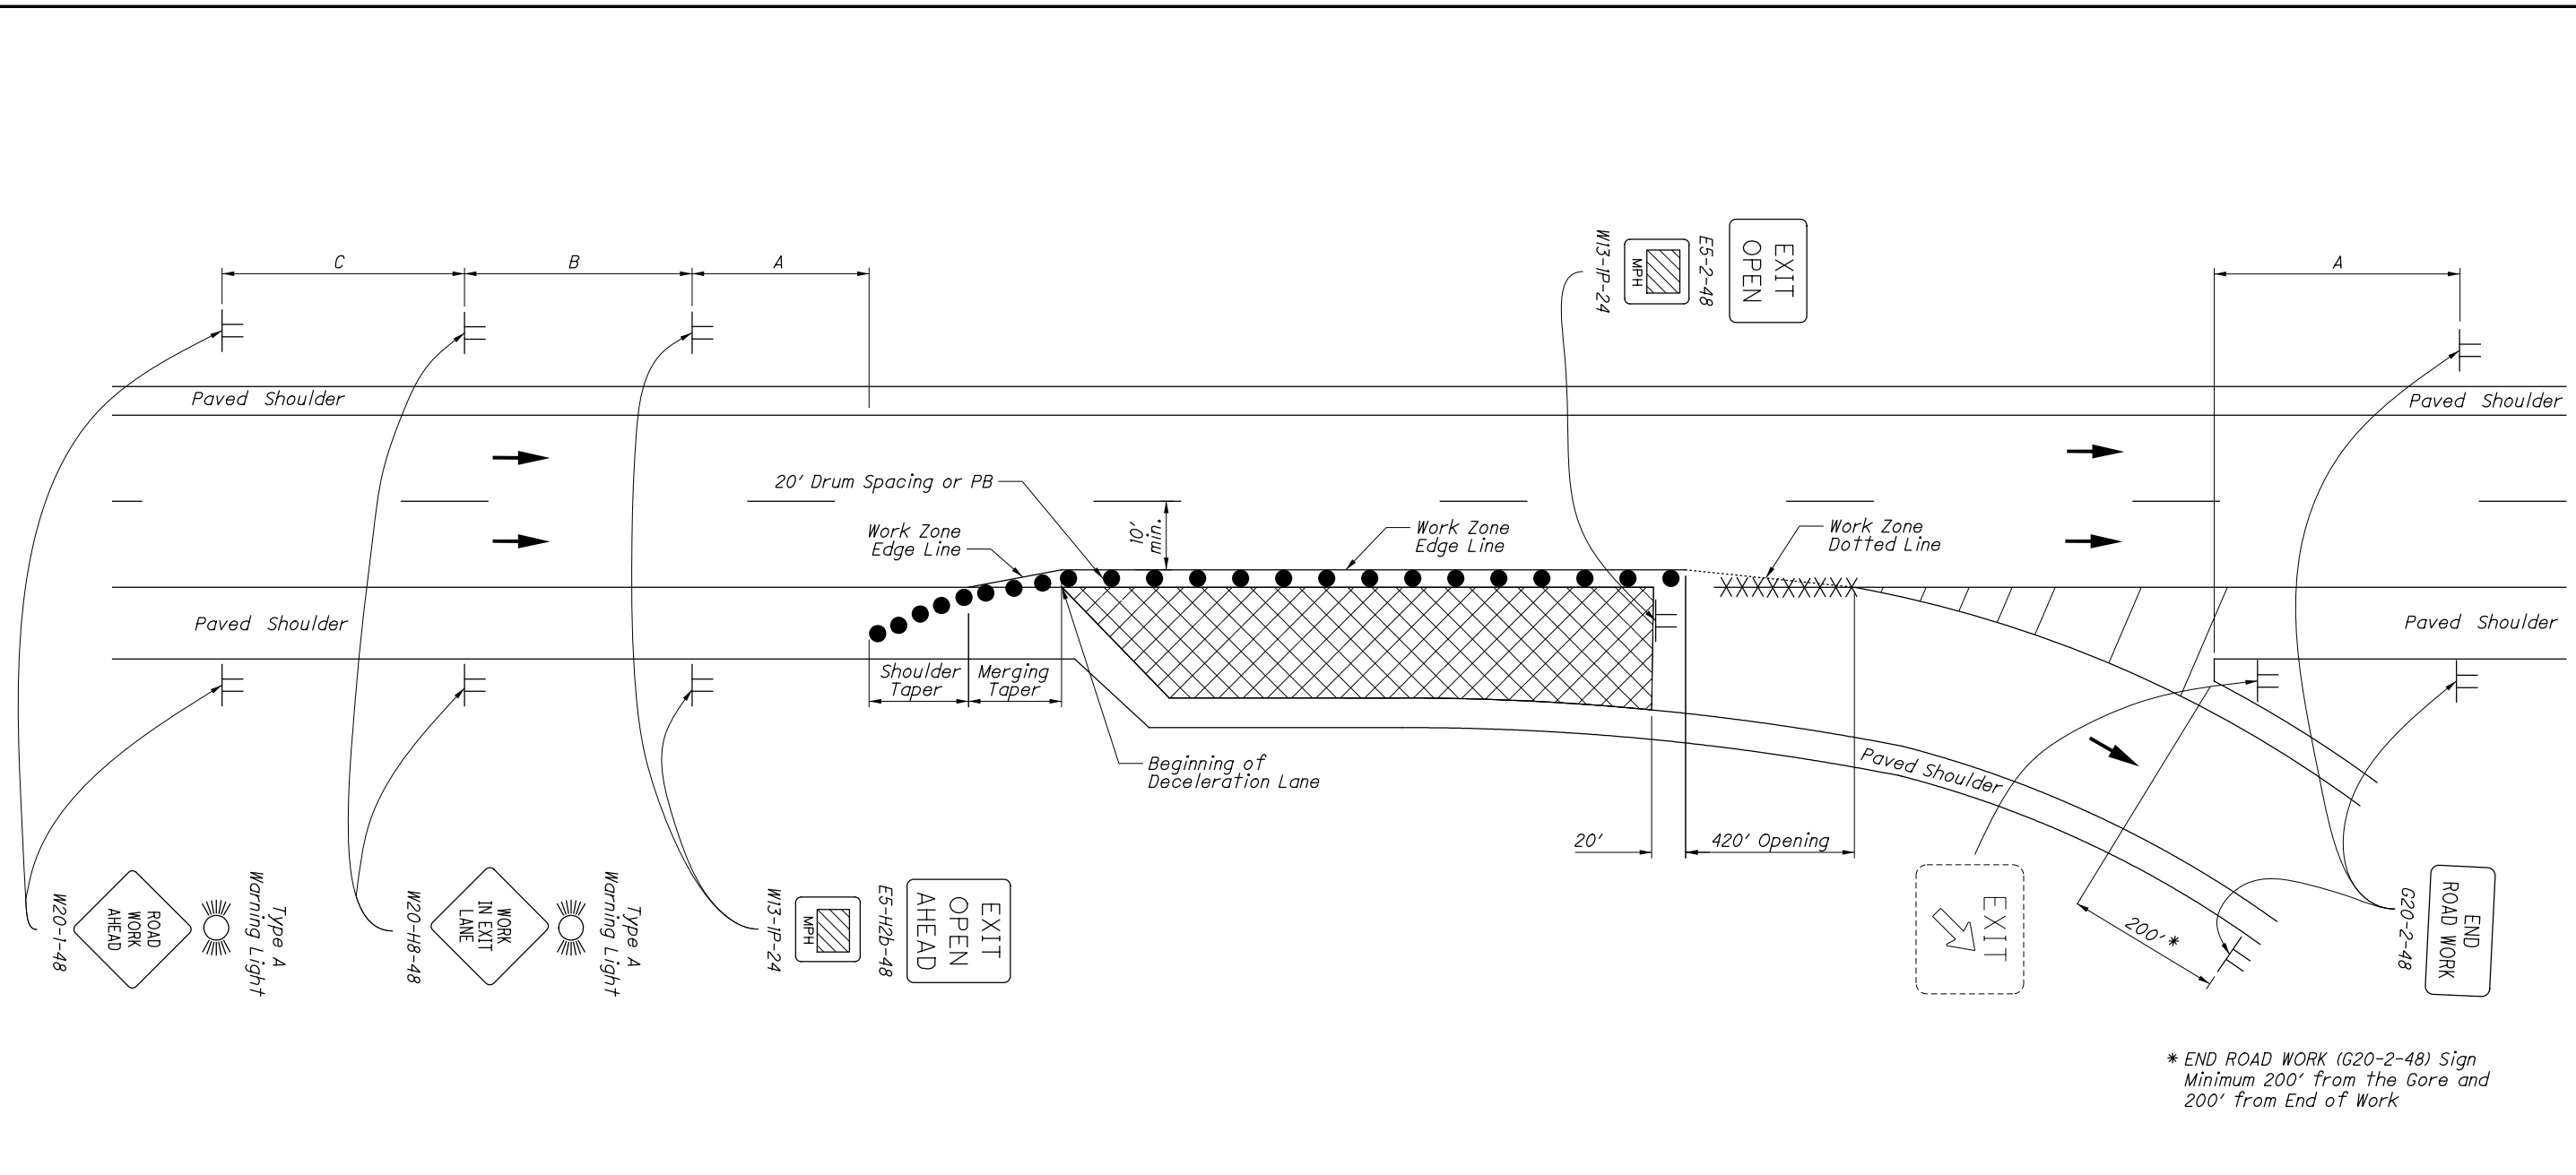 C
B
A
A
W13-1P-24
MPH
E5-2-48
EXIT
OPEN
Paved Shoulder
Paved Shoulder
20' Drum Spacing or PB
10'
min.
Work Zone
Edge Line
Work Zone
Edge Line
Work Zone
Dotted Line
Paved Shoulder
Paved Shoulder
Shoulder
Taper
Merging
Taper
Beginning of
Deceleration Lane
Paved Shoulder
20'
420' Opening
W20-1-48
ROAD
WORK
AHEAD
Type A
Warning Light
W20-H8-48
WORK
IN EXIT
LANE
Type A
Warning Light
W13-1P-24
MPH
E5-H2b-48
EXIT
OPEN
AHEAD
EXIT
200'*
G20-2-48
END
ROAD WORK
* END ROAD WORK (G20-2-48) Sign
Minimum 200' from the Gore and
200' from End of Work